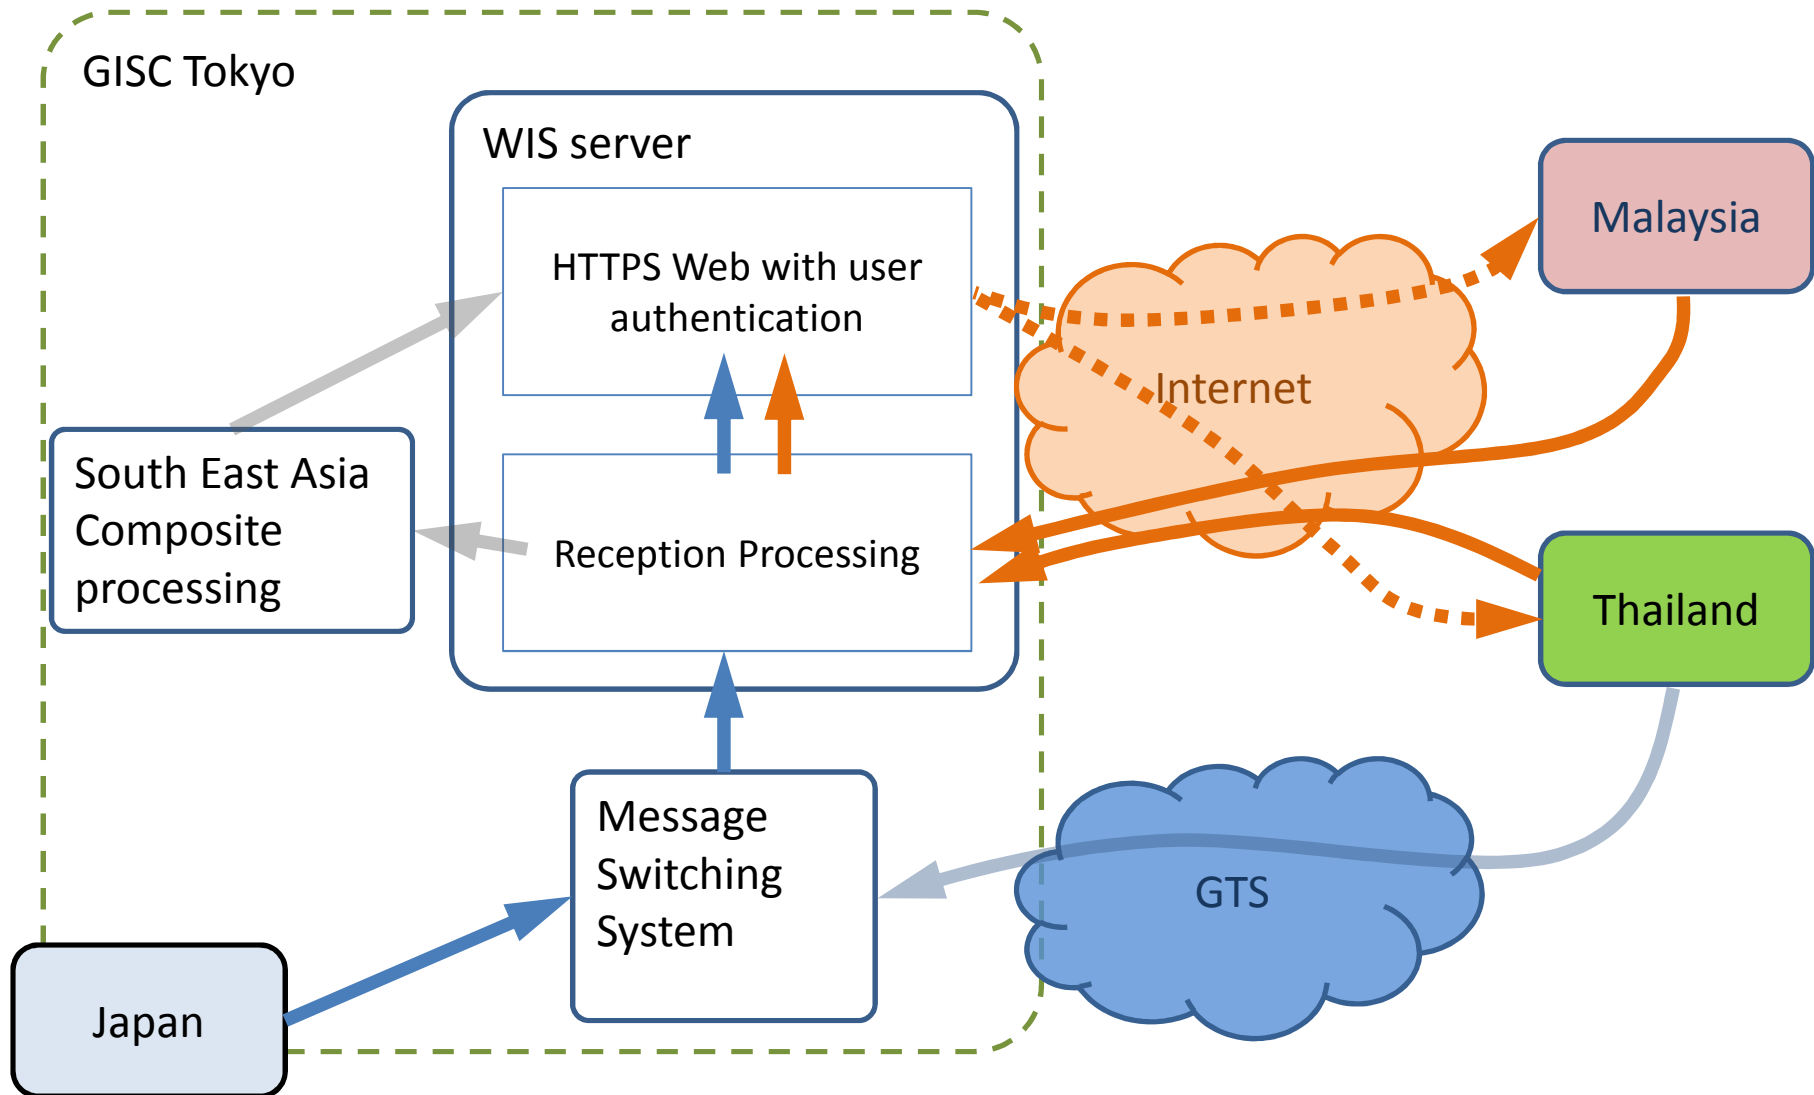 GISC Tokyo
WIS server
HTTPS Web with user
authentication
Malaysia
Internet
South East Asia
Composite
processing
Reception Processing
Thailand
Message
Switching
System
GTS
Japan